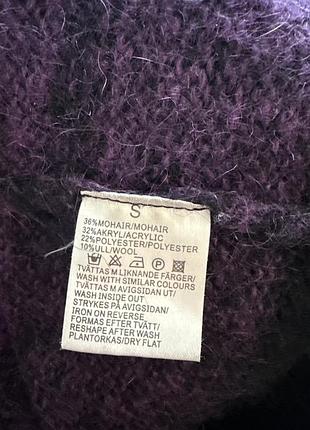 S
36%MOHAIR/MOHAIR
32%AKRYL/ACRYLIC
22%POLYESTER/POLYESTER
10%ULL/WOOL
TVÄTTAS M LIKNANDE FÄRGER/
WASH WITH SIMILAR COLOURS
TVÄTTAS M AVIGSIDAN UT/
WASH INSIDE OUT
STRYKES PÅ AVIGSIDAN/
IRON ON REVERSE
FORMAS EFTER TVÄTT/
RESHAPE AFTER WASH
PLANTORKAS/DRY FLAT